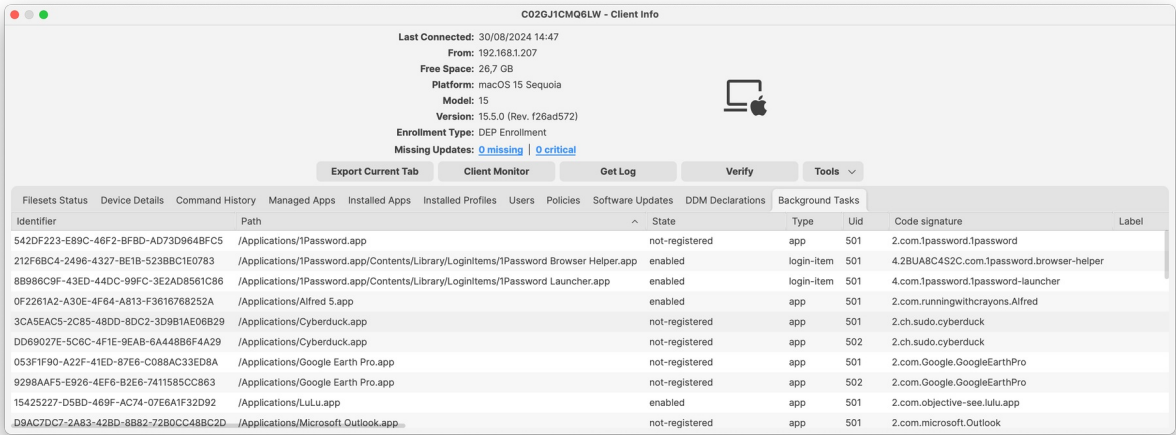 C02GJ1CMQ6LW - Client Info
Last Connected: 30/08/2024 14:47
From: 192.168.1.207
Free Space: 26,7 GB
Platform: macOS 15 Sequoia
Model: 15
Version: 15.5.0 (Rev. f26ad572)
Enrollment Type: DEP Enrollment
Missing Updates: 0 missing | 0 critical
Export Current Tab Client Monitor Get Log Verify Tools
Filesets Status Device Details Command History Managed Apps Installed Apps Installed Profiles Users Policies Software Updates DDM Declarations Background Tasks
Identifier Path State Type Uid Code signature Label
542DF223-E89C-46F2-BFBD-AD73D964BFC5 /Applications/1Password.app not-registered app 501 2.com.1password.1password
212F6BC4-2496-4327-BE1B-523BBC1E0783 /Applications/1Password.app/Contents/Library/LoginItems/1Password Browser Helper.app enabled login-item 501 4.2BUA8C4S2C.com.1password.browser-helper
8B986C9F-43ED-44DC-99FC-3E2AD8561C86 /Applications/1Password.app/Contents/Library/LoginItems/1Password Launcher.app enabled login-item 501 4.com.1password.1password-launcher
0F2261A2-A30E-4F64-A813-F3616768252A /Applications/Alfred 5.app enabled app 501 2.com.runningwithcrayons.Alfred
3CA5EAC5-2C85-48DD-8DC2-3D9B1AE06B29 /Applications/Cyberduck.app not-registered app 501 2.ch.sudo.cyberduck
DD69027E-5C6C-4F1E-9EAB-6A448B6F4A29 /Applications/Cyberduck.app not-registered app 502 2.ch.sudo.cyberduck
053F1F90-A22F-41ED-87E6-C088AC33ED8A /Applications/Google Earth Pro.app not-registered app 501 2.com.Google.GoogleEarthPro
9298AAF5-E926-4EF6-B2E6-7411585CC863 /Applications/Google Earth Pro.app not-registered app 502 2.com.Google.GoogleEarthPro
15425227-D5BD-469F-AC74-07E6A1F32D92 /Applications/LuLu.app enabled app 501 2.com.objective-see.lulu.app
D9AC7DC7-2A83-42BD-8B82-72B0CC48BC2D /Applications/Microsoft Outlook.app not-registered app 501 2.com.microsoft.Outlook